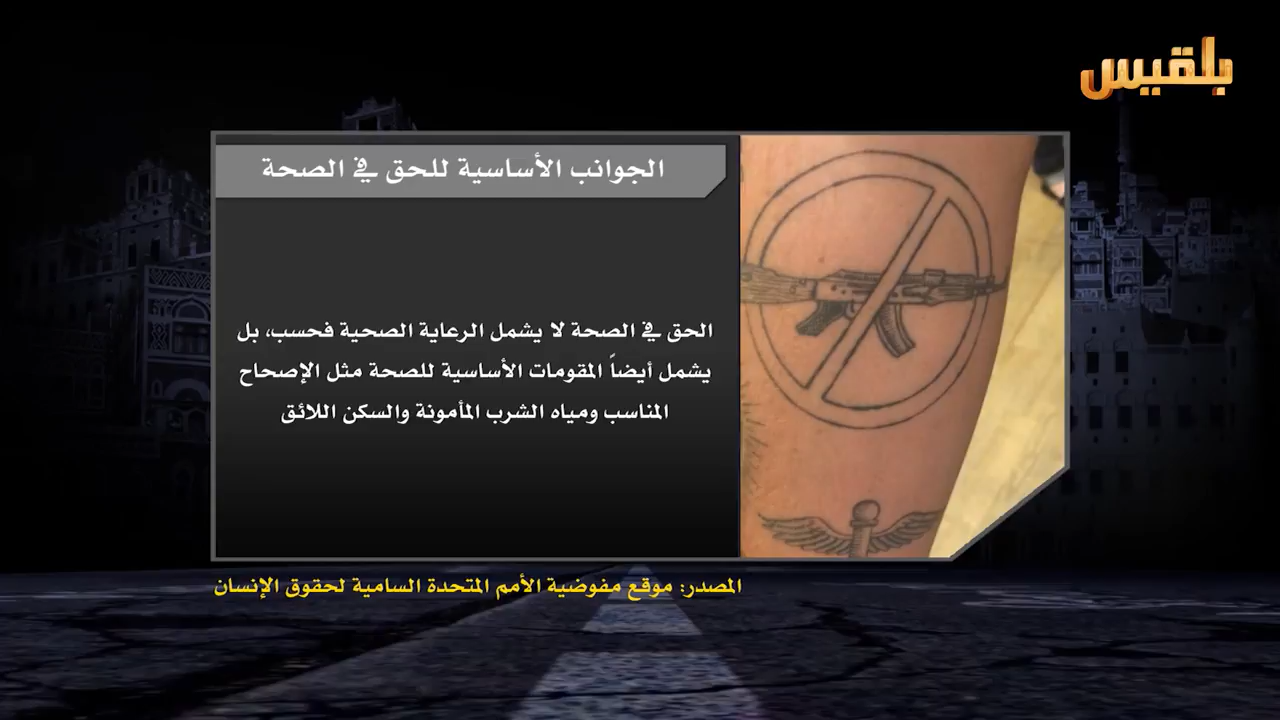 بلقيس
الجوانب الأساسية للحق في الصحة
الحق في الصحة لا يشمل الرعاية الصحية فحسب، بل
يشمل أيضاً المقومات الأساسية للصحة مثل الإصحاح
المناسب ومياه الشرب المأمونة والسكن اللائق
المصدر: موقع مفوضية الأمم المتحدة السامية لحقوق الإنسان